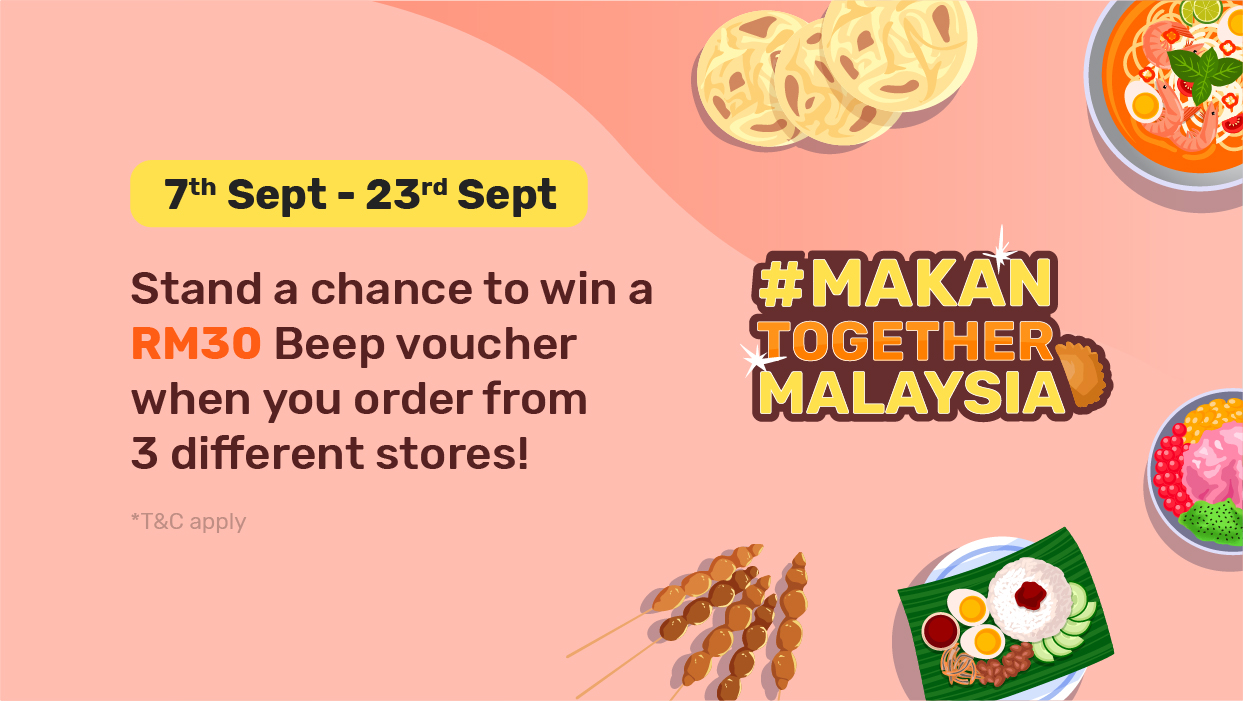 7th Sept - 23rd Sept
Stand a chance to win a
RM30 Beep voucher
when you order from
3 different stores!
*T&C apply
#MAKAN
TOGETHER
MALAYSIA